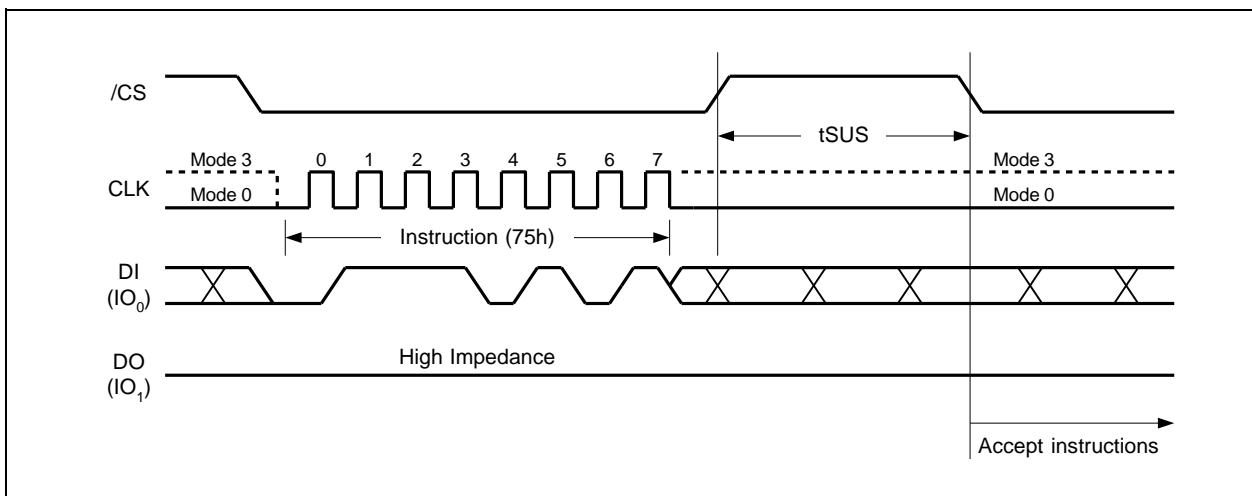 /CS
tSUS
Mode 3
0 1 2 3 4 5 6 7
Mode 3
CLK
Mode 0
Mode 0
Instruction (75h)
DI
(IO₀)
High Impedance
DO
(IO₁)
Accept instructions